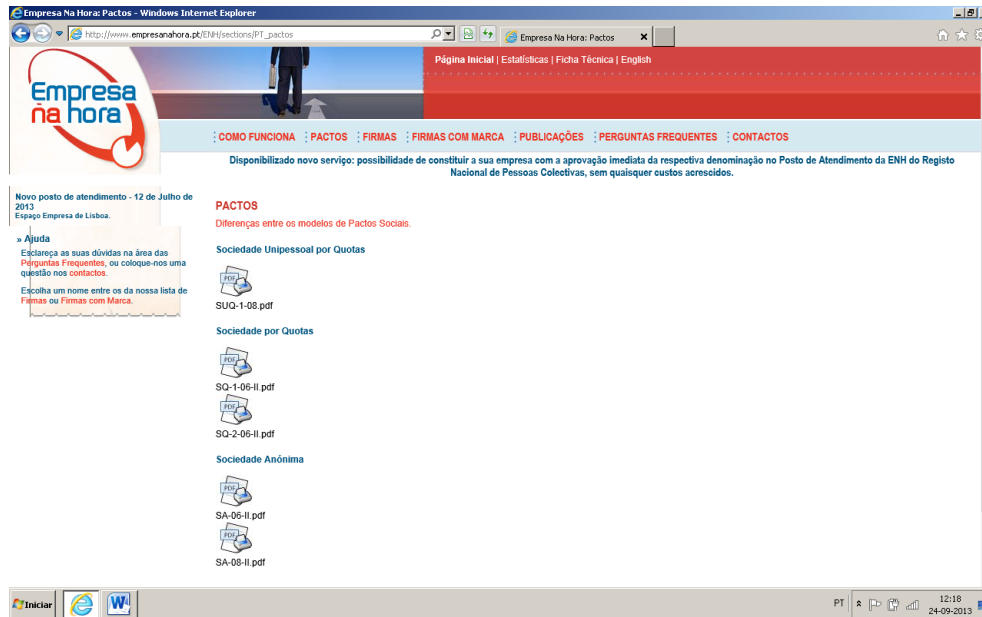 Empresa Na Hora: Pactos - Windows Internet Explorer
http://www.empresanahora.pt/ENH/sections/PT_pactos
Empresa Na Hora: Pactos
Empresa
na hora
Página Inicial | Estatísticas | Ficha Técnica | English
COMO FUNCIONA PACTOS FIRMAS FIRMAS COM MARCA PUBLICAÇÕES PERGUNTAS FREQUENTES CONTACTOS
Disponibilizado novo serviço: possibilidade de constituir a sua empresa com a aprovação imediata da respectiva denominação no Posto de Atendimento da ENH do Registo
Nacional de Pessoas Colectivas, sem quaisquer custos acrescidos.
Novo posto de atendimento - 12 de Julho de
2013
Espaço Empresa de Lisboa.
» Ajuda
Esclareça as suas dúvidas na área das
Perguntas Frequentes, ou coloque-nos uma
questão nos contactos.
Escolha um nome entre os da nossa lista de
Firmas ou Firmas com Marca.
PACTOS
Diferenças entre os modelos de Pactos Sociais.
Sociedade Unipessoal por Quotas
PDF
SUQ-1-08.pdf
Sociedade por Quotas
PDF
SQ-1-06-II.pdf
PDF
SQ-2-06-II.pdf
Sociedade Anónima
PDF
SA-06-II.pdf
PDF
SA-08-II.pdf
Iniciar
W
PT
12:18
24-09-2013